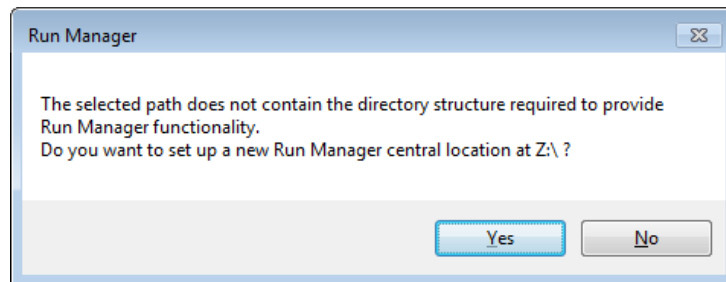 Run Manager
The selected path does not contain the directory structure required to provide
Run Manager functionality.
Do you want to set up a new Run Manager central location at Z:\ ?
Yes
No